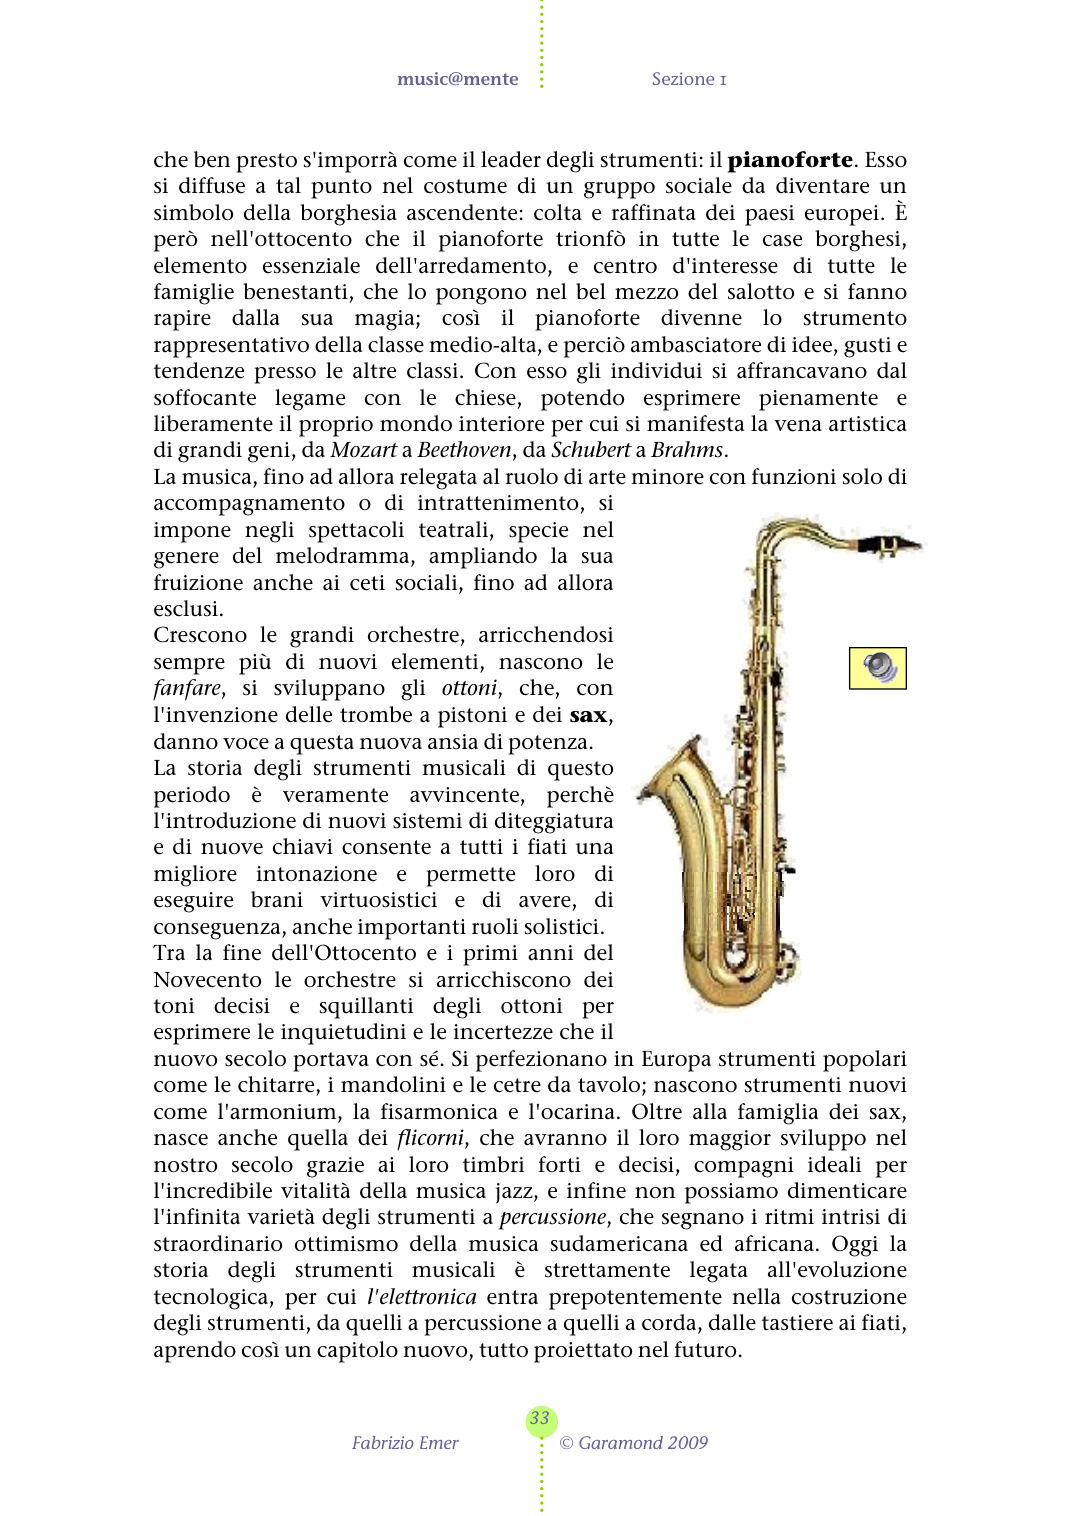 music@mente
Sezione 1
che ben presto s'imporrà come il leader degli strumenti: il pianoforte. Esso
si diffuse a tal punto nel costume di un gruppo sociale da diventare un
simbolo della borghesia ascendente: colta e raffinata dei paesi europei. È
però nell'ottocento che il pianoforte trionfò in tutte le case borghesi,
elemento essenziale dell'arredamento, e centro d'interesse di tutte le
famiglie benestanti, che lo pongono nel bel mezzo del salotto e si fanno
rapire dalla sua magia; così il pianoforte divenne lo strumento
rappresentativo della classe medio-alta, e perciò ambasciatore di idee, gusti e
tendenze presso le altre classi. Con esso gli individui si affrancavano dal
soffocante legame con le chiese, potendo esprimere pienamente e
liberamente il proprio mondo interiore per cui si manifesta la vena artistica
di grandi geni, da Mozart a Beethoven, da Schubert a Brahms.
La musica, fino ad allora relegata al ruolo di arte minore con funzioni solo di
accompagnamento o di intrattenimento, si
impone negli spettacoli teatrali, specie nel
genere del melodramma, ampliando la sua
fruizione anche ai ceti sociali, fino ad allora
esclusi.
Crescono le grandi orchestre, arricchendosi
sempre più di nuovi elementi, nascono le
fanfare, si sviluppano gli ottoni, che, con
l'invenzione delle trombe a pistoni e dei sax,
danno voce a questa nuova ansia di potenza.
La storia degli strumenti musicali di questo
periodo è veramente avvincente, perchè
l'introduzione di nuovi sistemi di diteggiatura
e di nuove chiavi consente a tutti i fiati una
migliore intonazione e permette loro di
eseguire brani virtuosistici e di avere, di
conseguenza, anche importanti ruoli solistici.
Tra la fine dell'Ottocento e i primi anni del
Novecento le orchestre si arricchiscono dei
toni decisi e squillanti degli ottoni per
esprimere le inquietudini e le incertezze che il
nuovo secolo portava con sé. Si perfezionano in Europa strumenti popolari
come le chitarre, i mandolini e le cetre da tavolo; nascono strumenti nuovi
come l'armonium, la fisarmonica e l'ocarina. Oltre alla famiglia dei sax,
nasce anche quella dei flicorni, che avranno il loro maggior sviluppo nel
nostro secolo grazie ai loro timbri forti e decisi, compagni ideali per
l'incredibile vitalità della musica jazz, e infine non possiamo dimenticare
l'infinita varietà degli strumenti a percussione, che segnano i ritmi intrisi di
straordinario ottimismo della musica sudamericana ed africana. Oggi la
storia degli strumenti musicali è strettamente legata all'evoluzione
tecnologica, per cui l'elettronica entra prepotentemente nella costruzione
degli strumenti, da quelli a percussione a quelli a corda, dalle tastiere ai fiati,
aprendo così un capitolo nuovo, tutto proiettato nel futuro.
33
Fabrizio Emer
© Garamond 2009